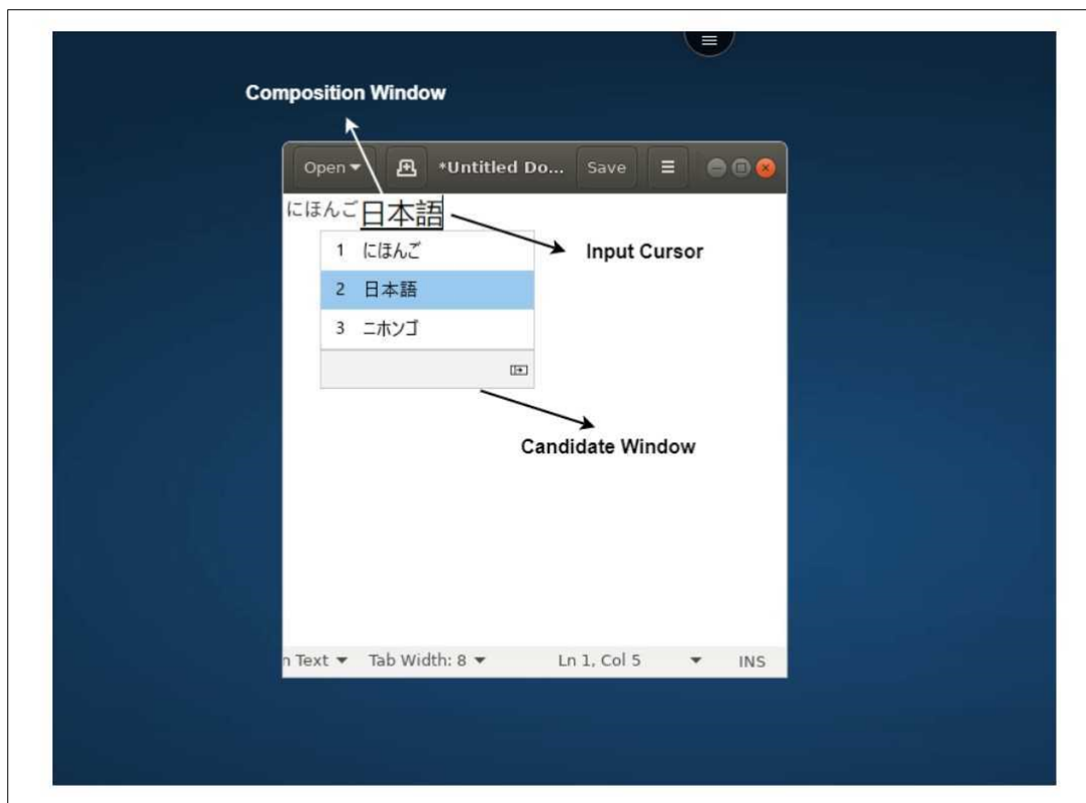 Composition Window
Open *Untitled Do... Save
にほんご日本語
Input Cursor
1 にほんご
2 日本語
3 ニホンゴ
Candidate Window
n Text Tab Width: 8 Ln 1, Col 5 INS